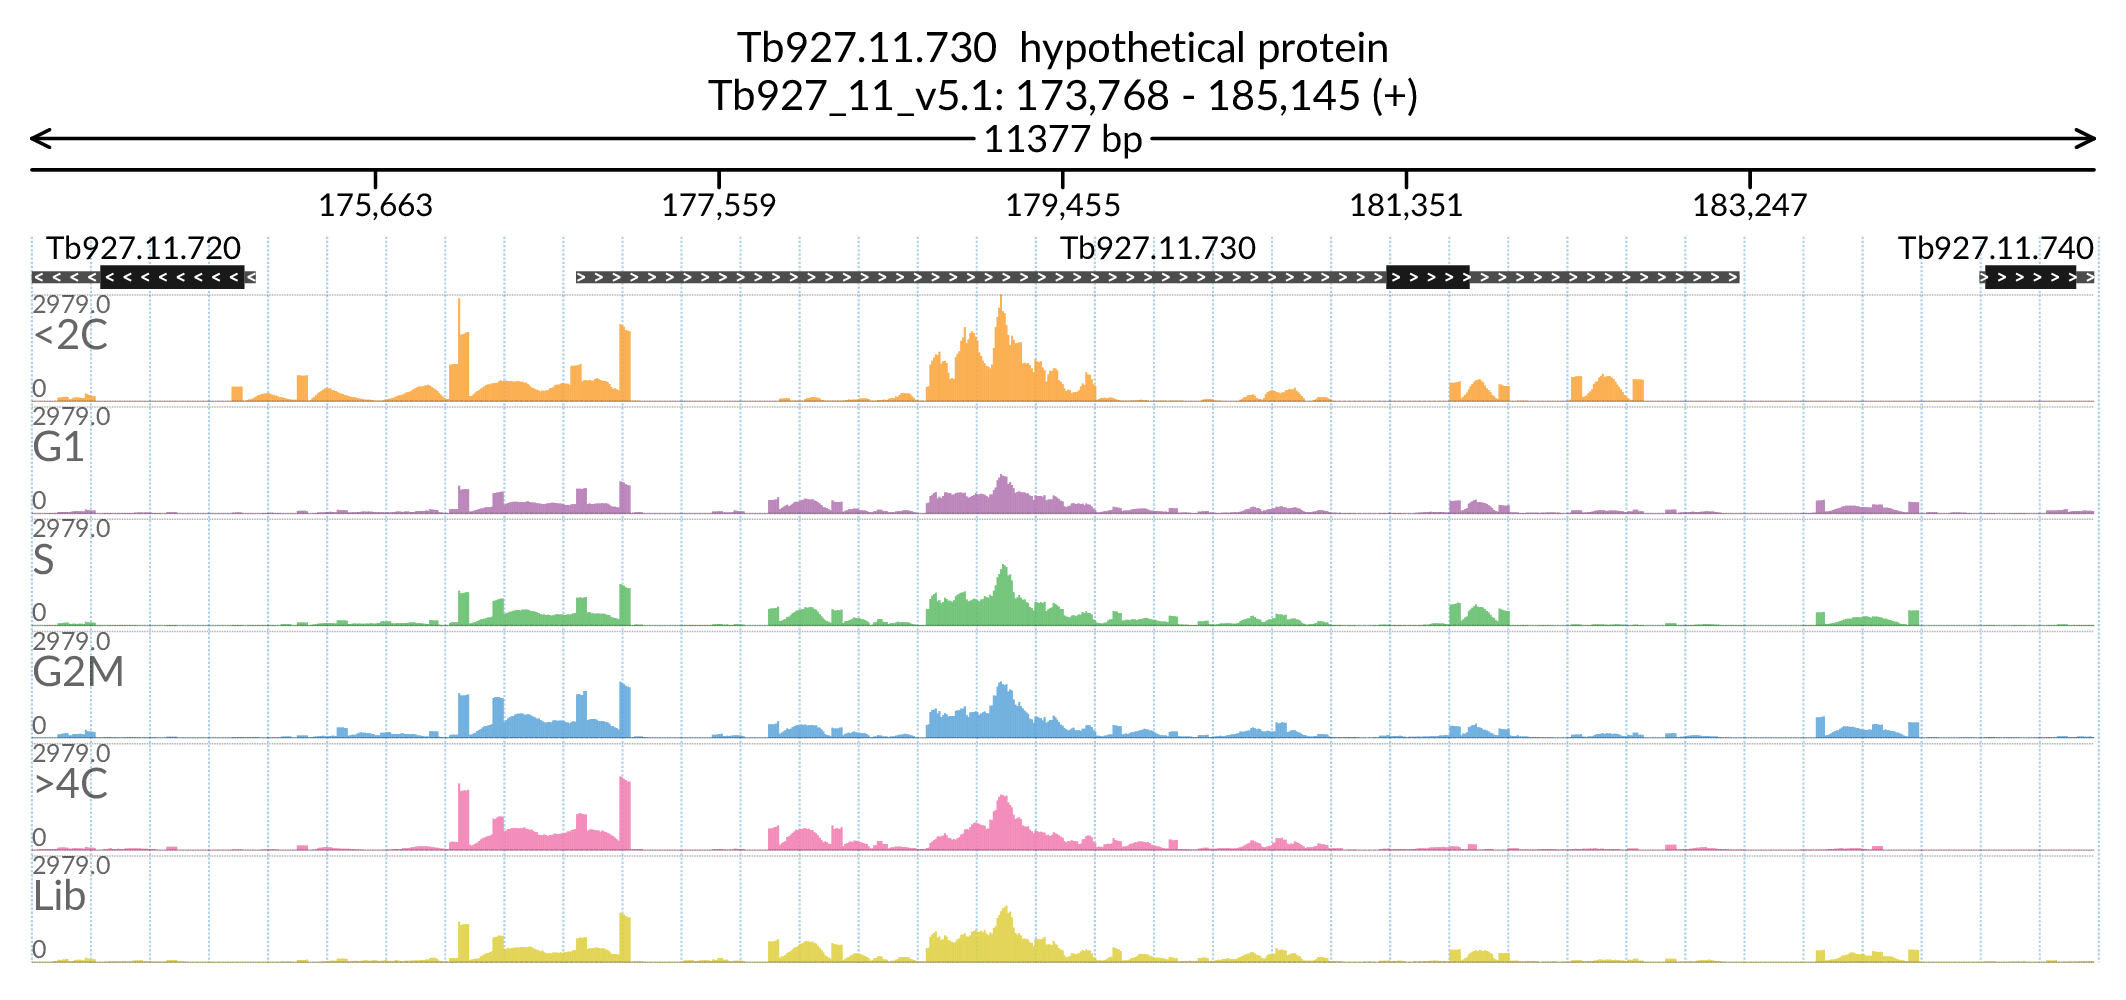 Tb927.11.730  hypothetical protein
Tb927_11_v5.1: 173,768 - 185,145 (+)
11377 bp
175,663 177,559 179,455 181,351 183,247
Tb927.11.720 Tb927.11.730 Tb927.11.740
2979.0
<2C
0
2979.0
G1
0
2979.0
S
0
2979.0
G2M
0
2979.0
>4C
0
2979.0
Lib
0